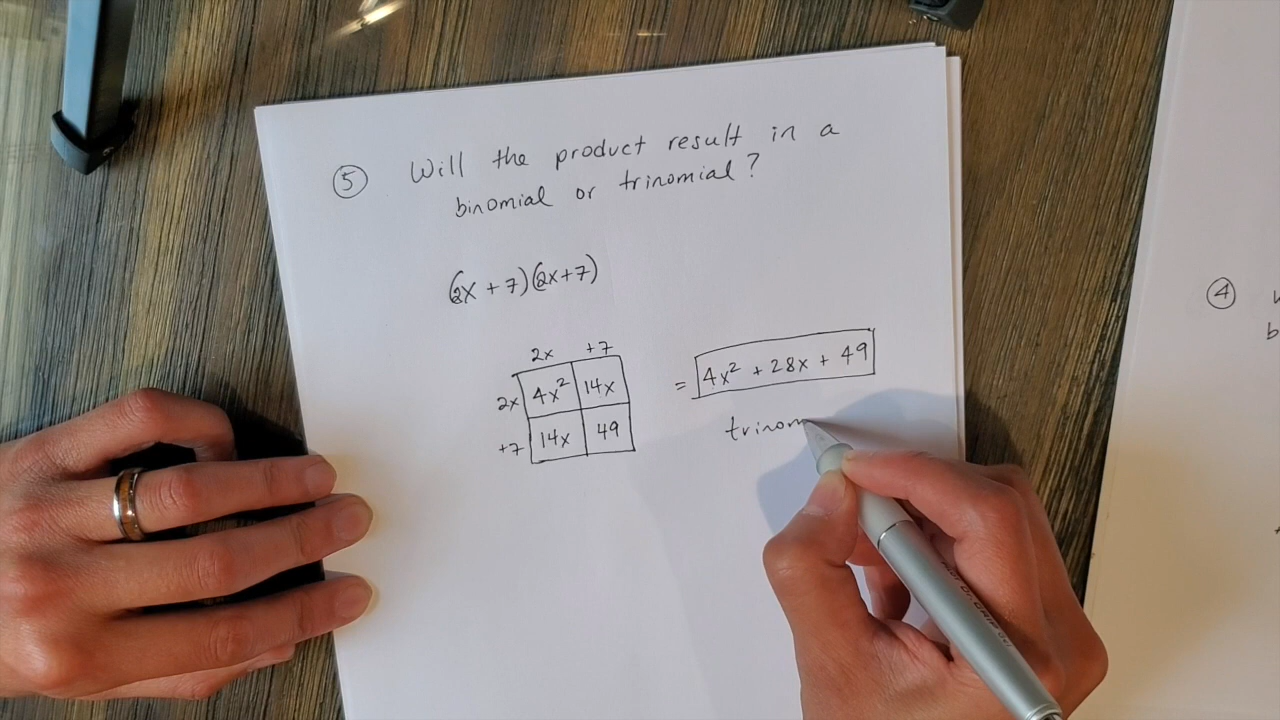 ⑤ Will the product result in a
binomial or trinomial?
(2x + 7)(2x+7)
2x +7
2x 4x² 14x
+7 14x 49
= 4x² + 28x + 49
trinom
④